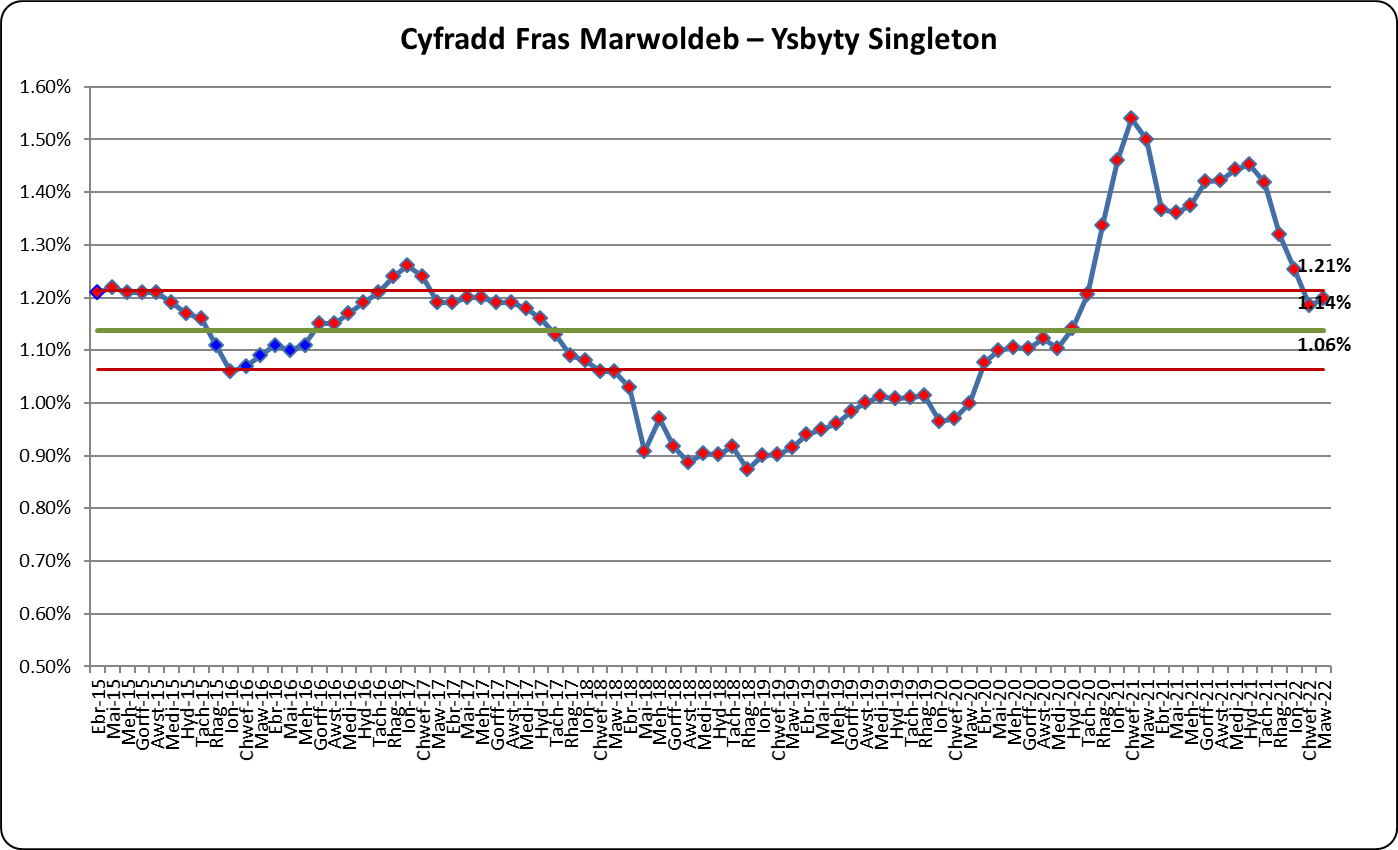 Cyfradd Fras Marwoldeb – Ysbyty Singleton
1.60%
1.50%
1.40%
1.30%
1.20%
1.10%
1.00%
0.90%
0.80%
0.70%
0.60%
0.50%
1.21%
1.14%
1.06%
Ebr-15
Mai-15
Meh-15
Gorff-15
Awst-15
Medi-15
Hyd-15
Tach-15
Rhag-15
Ion-16
Chwef-16
Maw-16
Ebr-16
Mai-16
Meh-16
Gorff-16
Awst-16
Medi-16
Hyd-16
Tach-16
Rhag-16
Ion-17
Chwef-17
Maw-17
Ebr-17
Mai-17
Meh-17
Gorff-17
Awst-17
Medi-17
Hyd-17
Tach-17
Rhag-17
Ion-18
Chwef-18
Maw-18
Ebr-18
Mai-18
Meh-18
Gorff-18
Awst-18
Medi-18
Hyd-18
Tach-18
Rhag-18
Ion-19
Chwef-19
Maw-19
Ebr-19
Mai-19
Meh-19
Gorff-19
Awst-19
Medi-19
Hyd-19
Tach-19
Rhag-19
Ion-20
Chwef-20
Maw-20
Ebr-20
Mai-20
Meh-20
Gorff-20
Awst-20
Medi-20
Hyd-20
Tach-20
Rhag-20
Ion-21
Chwef-21
Maw-21
Ebr-21
Mai-21
Meh-21
Gorff-21
Awst-21
Medi-21
Hyd-21
Tach-21
Rhag-21
Ion-22
Chwef-22
Maw-22